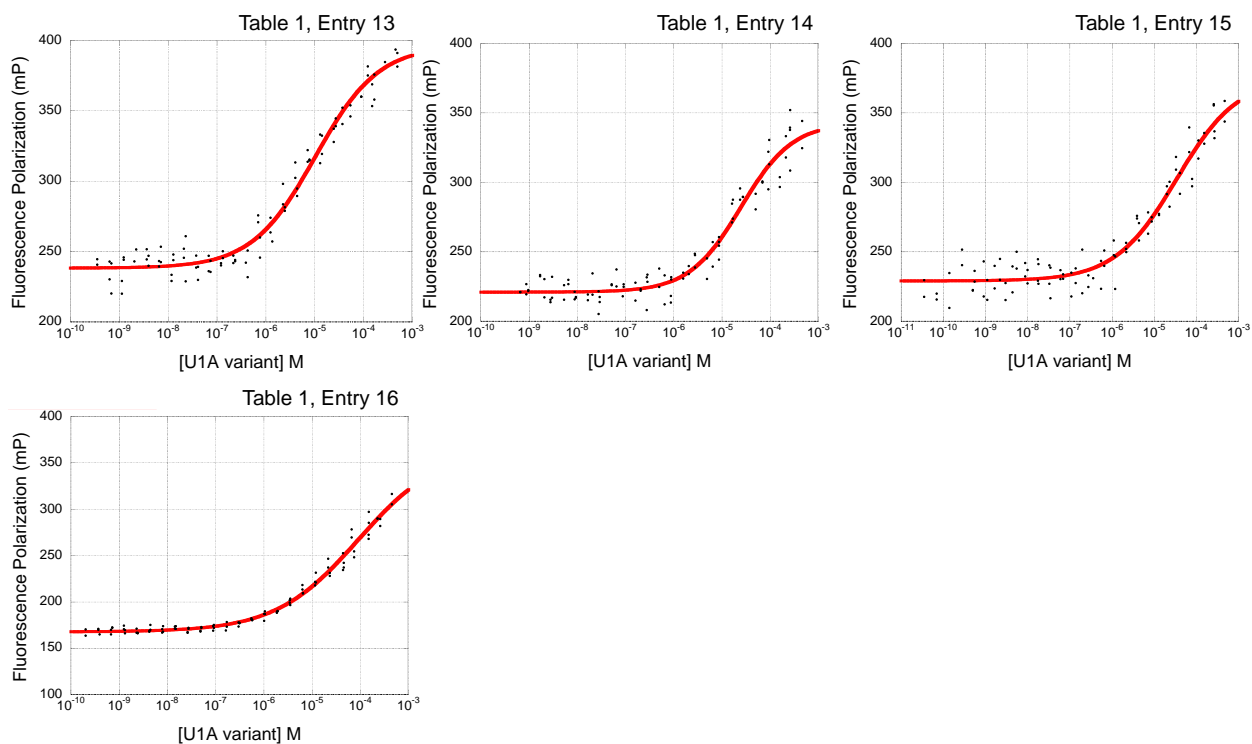 Table 1, Entry 13
Fluorescence Polarization (mP)
400
350
300
250
200
10⁻¹⁰ 10⁻⁹ 10⁻⁸ 10⁻⁷ 10⁻⁶ 10⁻⁵ 10⁻⁴ 10⁻³
[U1A variant] M
Table 1, Entry 14
Fluorescence Polarization (mP)
400
350
300
250
200
10⁻¹⁰ 10⁻⁹ 10⁻⁸ 10⁻⁷ 10⁻⁶ 10⁻⁵ 10⁻⁴ 10⁻³
[U1A variant] M
Table 1, Entry 15
Fluorescence Polarization (mP)
400
350
300
250
200
10⁻¹¹ 10⁻¹⁰ 10⁻⁹ 10⁻⁸ 10⁻⁷ 10⁻⁶ 10⁻⁵ 10⁻⁴ 10⁻³
[U1A variant] M
Table 1, Entry 16
Fluorescence Polarization (mP)
400
350
300
250
200
150
100
10⁻¹⁰ 10⁻⁹ 10⁻⁸ 10⁻⁷ 10⁻⁶ 10⁻⁵ 10⁻⁴ 10⁻³
[U1A variant] M